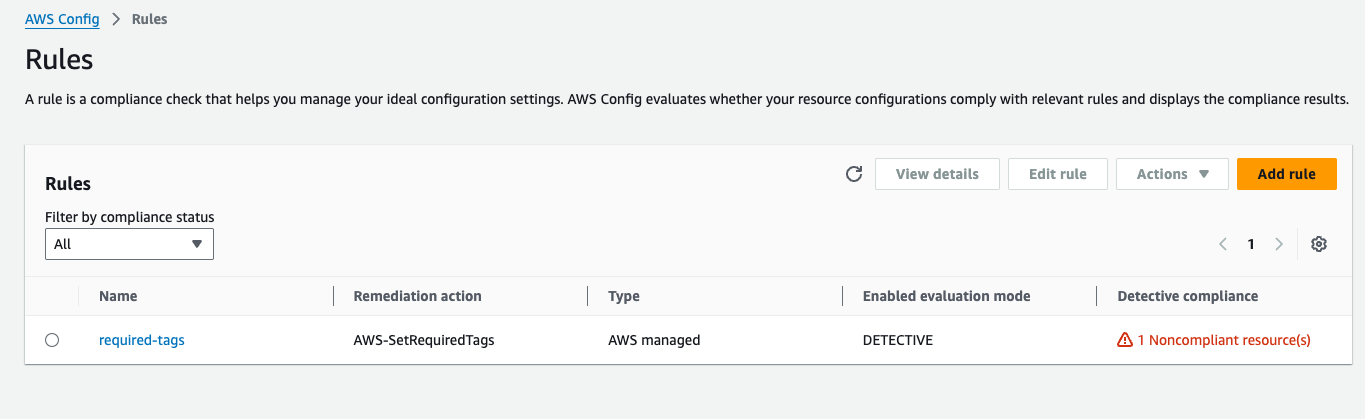 AWS Config > Rules
Rules
A rule is a compliance check that helps you manage your ideal configuration settings. AWS Config evaluates whether your resource configurations comply with relevant rules and displays the compliance results.
Rules
View details Edit rule Actions Add rule
Filter by compliance status
All
1
Name Remediation action Type Enabled evaluation mode Detective compliance
required-tags AWS-SetRequiredTags AWS managed DETECTIVE 1 Noncompliant resource(s)